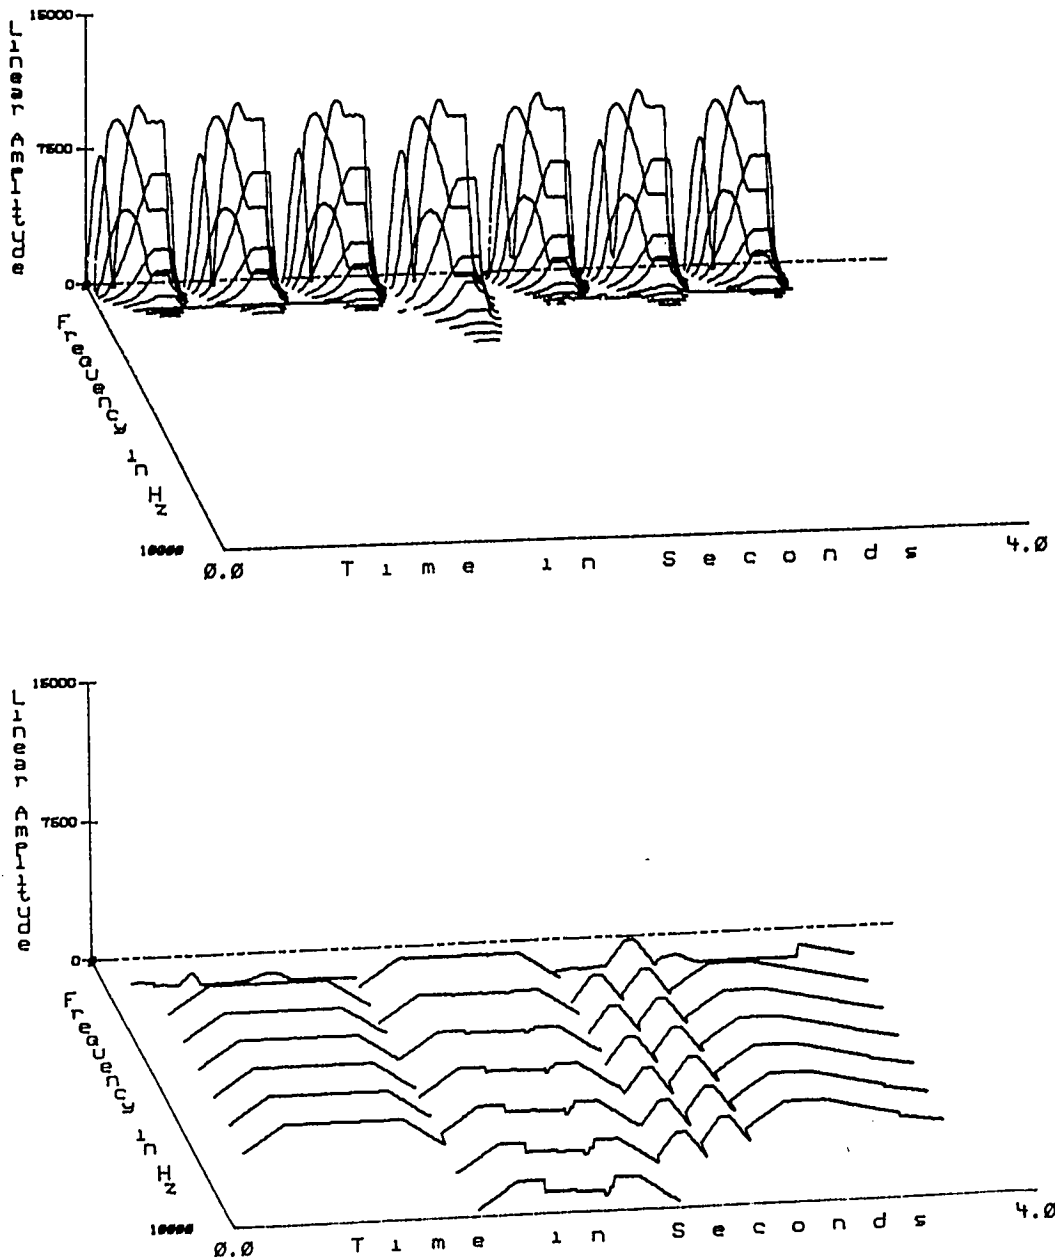 15000
Linear Amplitude
7500
0
Frequency in Hz
10000
0.0
Time in Seconds
4.0
15000
Linear Amplitude
7500
0
Frequency in Hz
10000
0.0
Time in Seconds
4.0